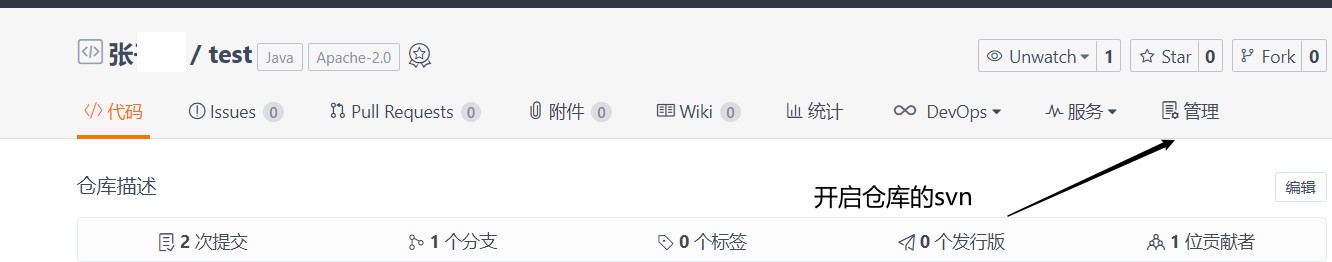 张 / test Java Apache-2.0 Unwatch 1 Star 0 Fork 0
代码 Issues 0 Pull Requests 0 附件 0 Wiki 0 统计 DevOps 服务 管理
仓库描述 编辑
开启仓库的svn
2 次提交 1 个分支 0 个标签 0 个发行版 1 位贡献者